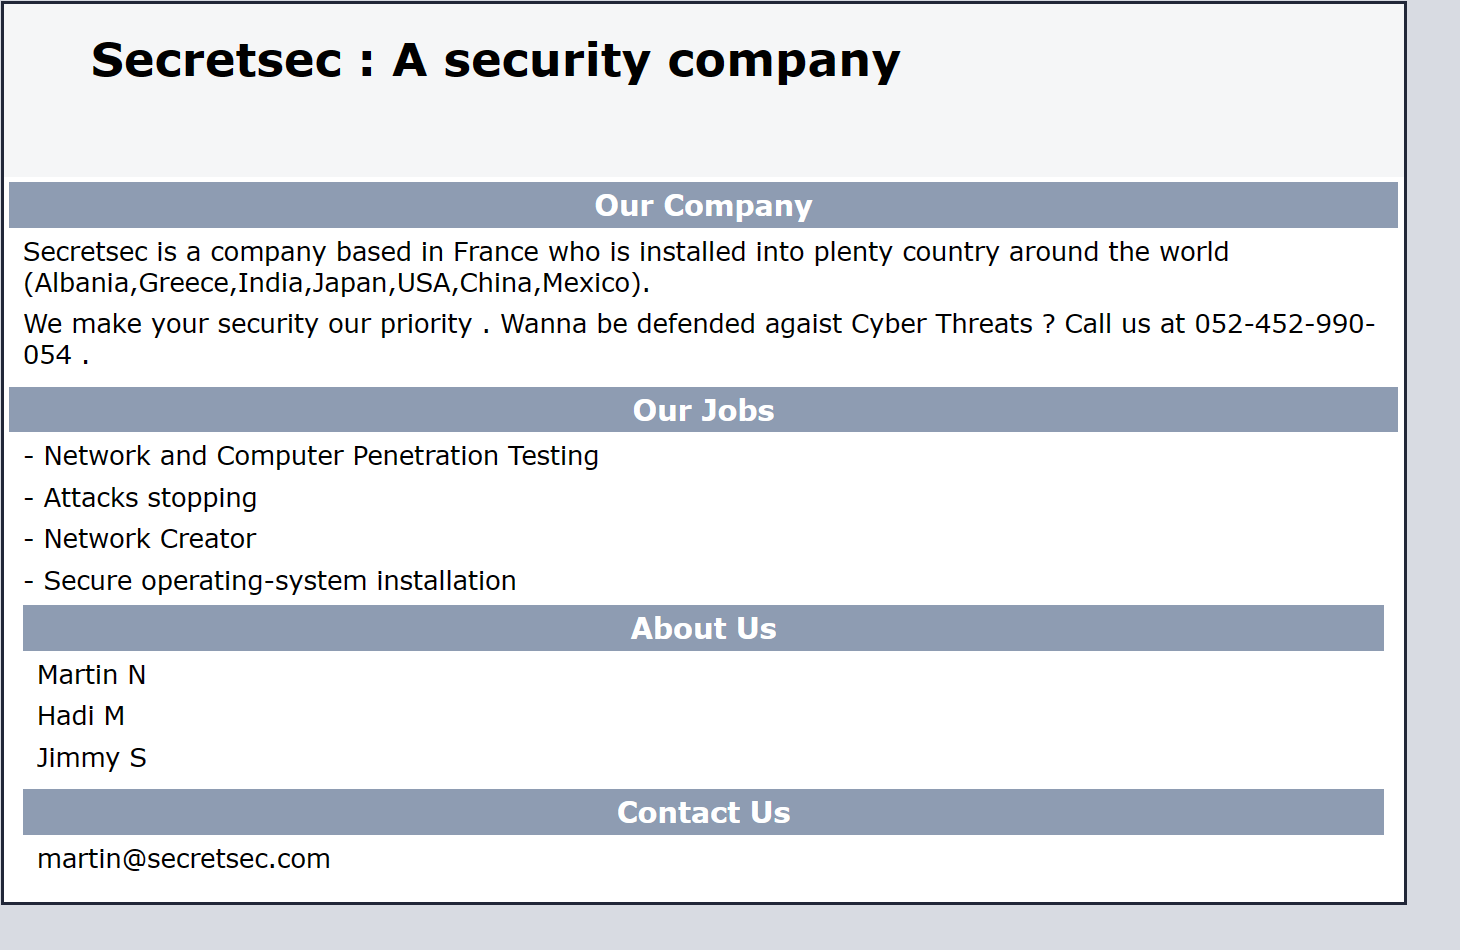 Secretsec : A security company
Our Company
Secretsec is a company based in France who is installed into plenty country around the world
(Albania,Greece,India,Japan,USA,China,Mexico).
We make your security our priority . Wanna be defended agaist Cyber Threats ? Call us at 052-452-990-
054 .
Our Jobs
- Network and Computer Penetration Testing
- Attacks stopping
- Network Creator
- Secure operating-system installation
About Us
Martin N
Hadi M
Jimmy S
Contact Us
martin@secretsec.com